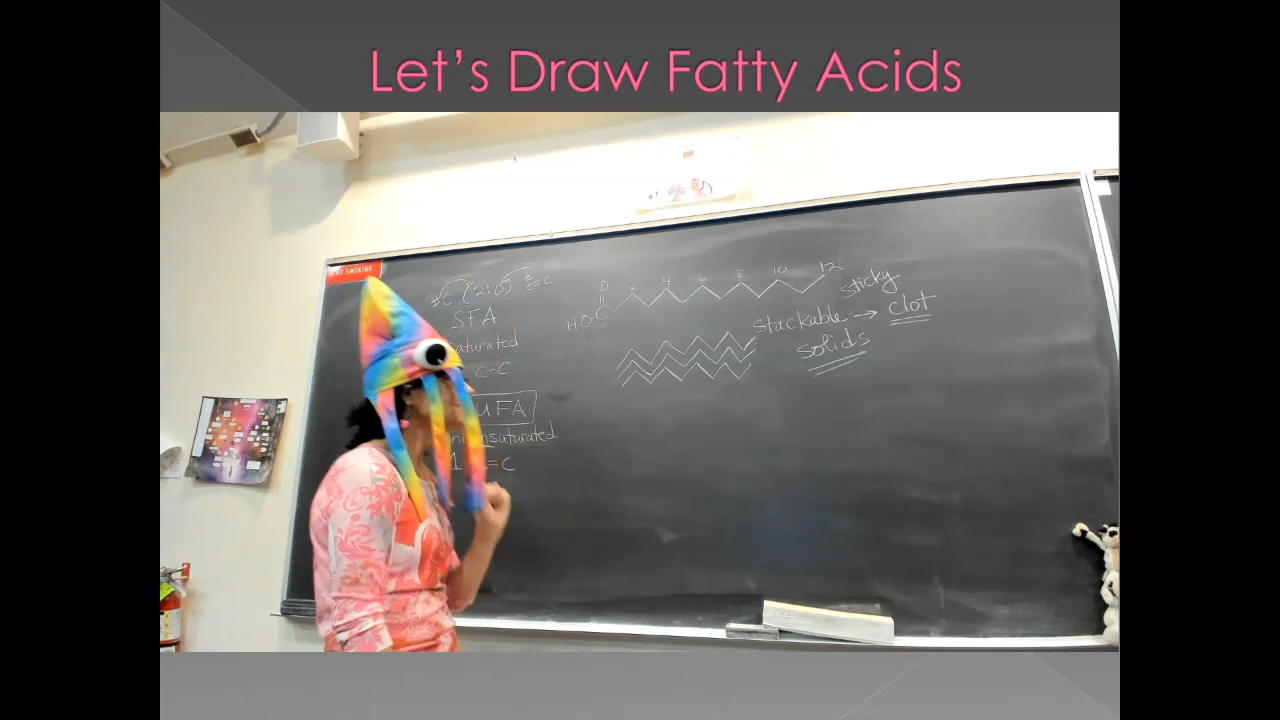 Let's Draw Fatty Acids
NO SMOKING
#C (12:0) # C=C
SFA
saturated
C-C
UFA
unsaturated
1 C=C
O
HO C 2 4 6 8 10 12
sticky
stackable → clot
solids